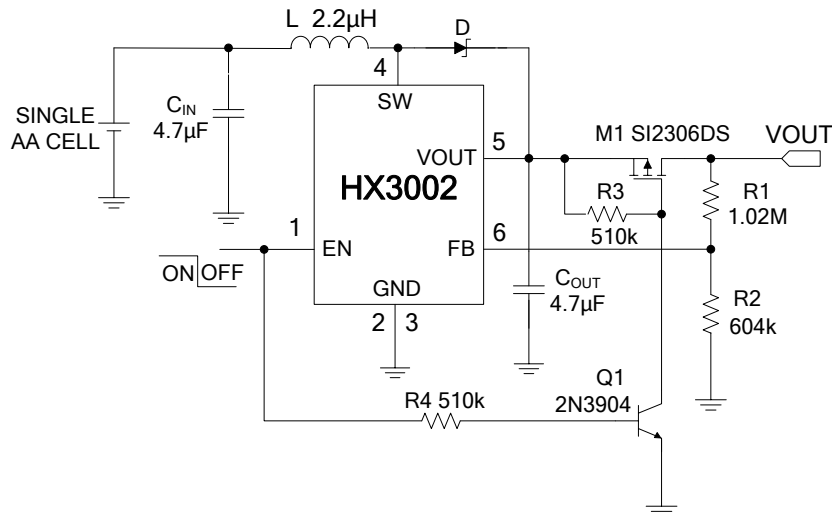 L 2.2µH
D
4
SW
SINGLE
AA CELL
CIN
4.7µF
M1 SI2306DS
VOUT
5
VOUT
HX3002
R3
510k
R1
1.02M
1
EN
6
FB
ON OFF
GND
2 3
COUT
4.7µF
R2
604k
R4 510k
Q1
2N3904